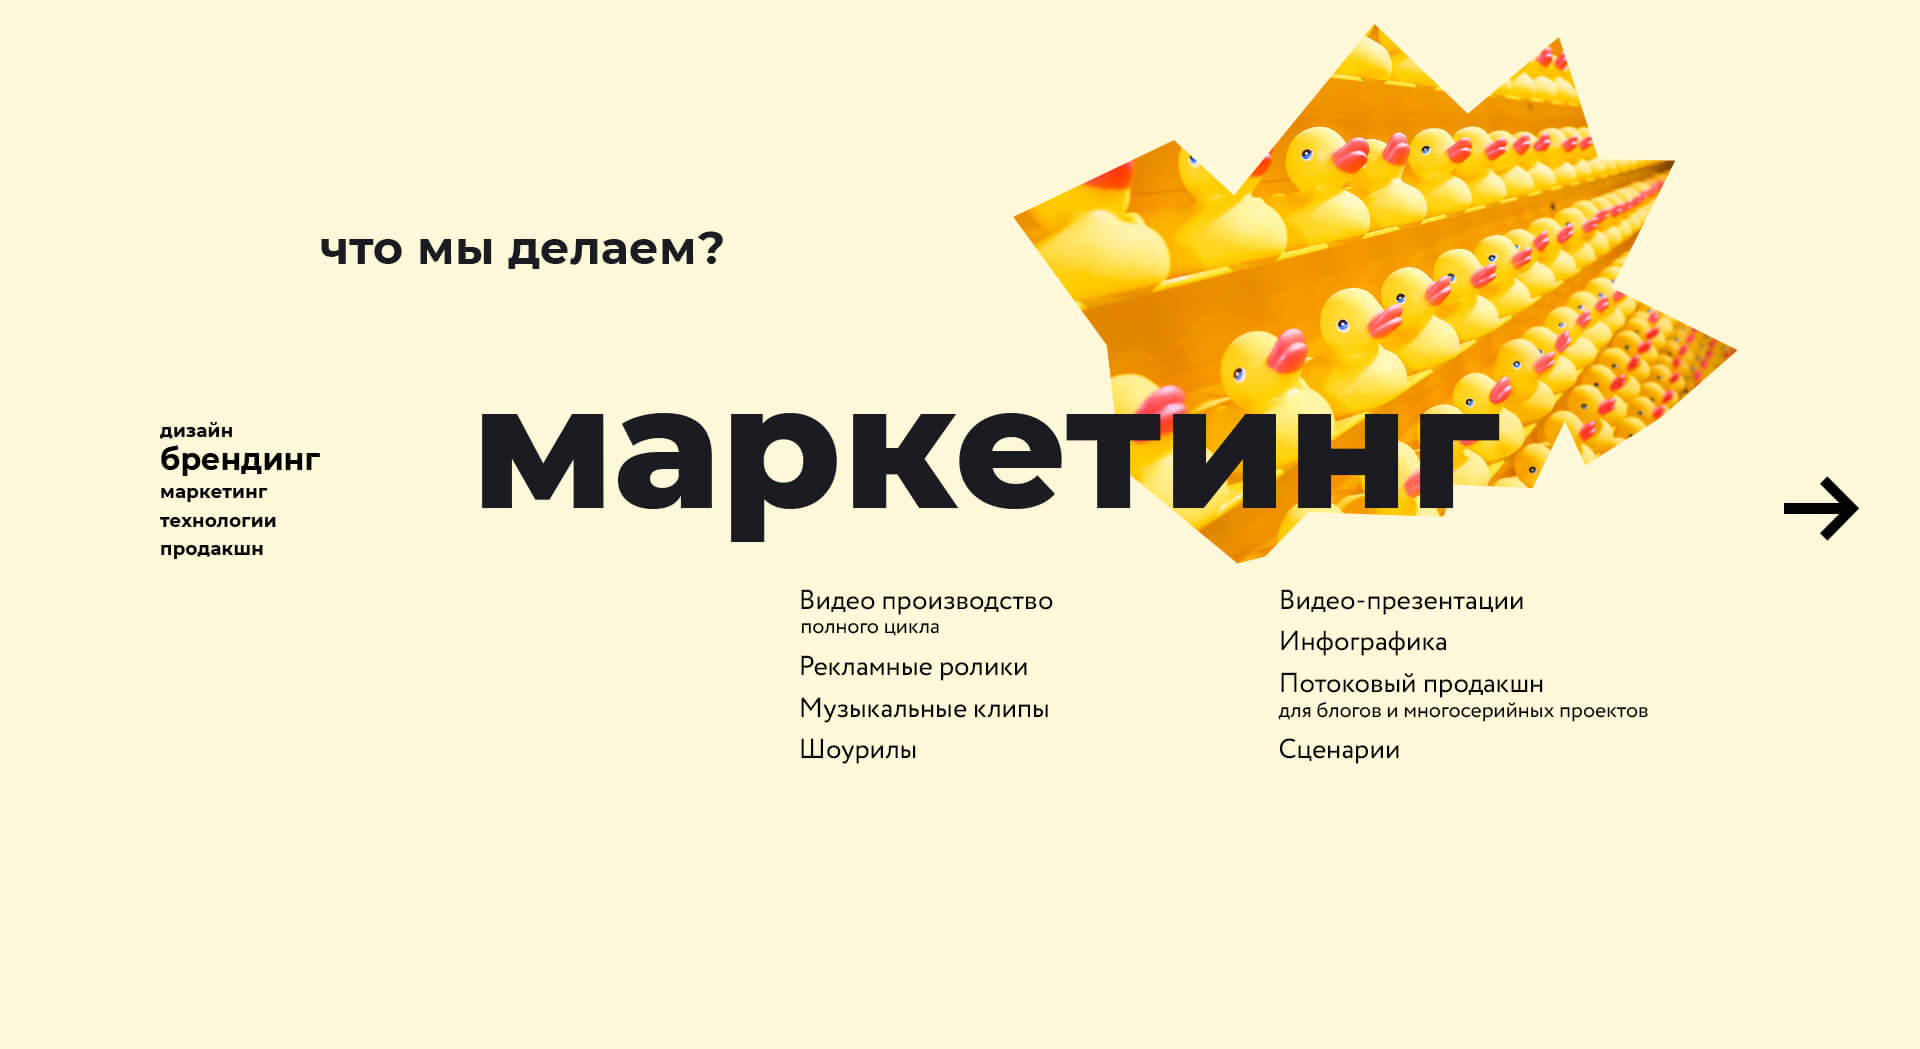 что мы делаем?
дизайн
брендинг
маркетинг
технологии
продакшн
маркетинг
Видео производство
полного цикла
Рекламные ролики
Музыкальные клипы
Шоурилы
Видео-презентации
Инфографика
Потоковый продакшн
для блогов и многосерийных проектов
Сценарии